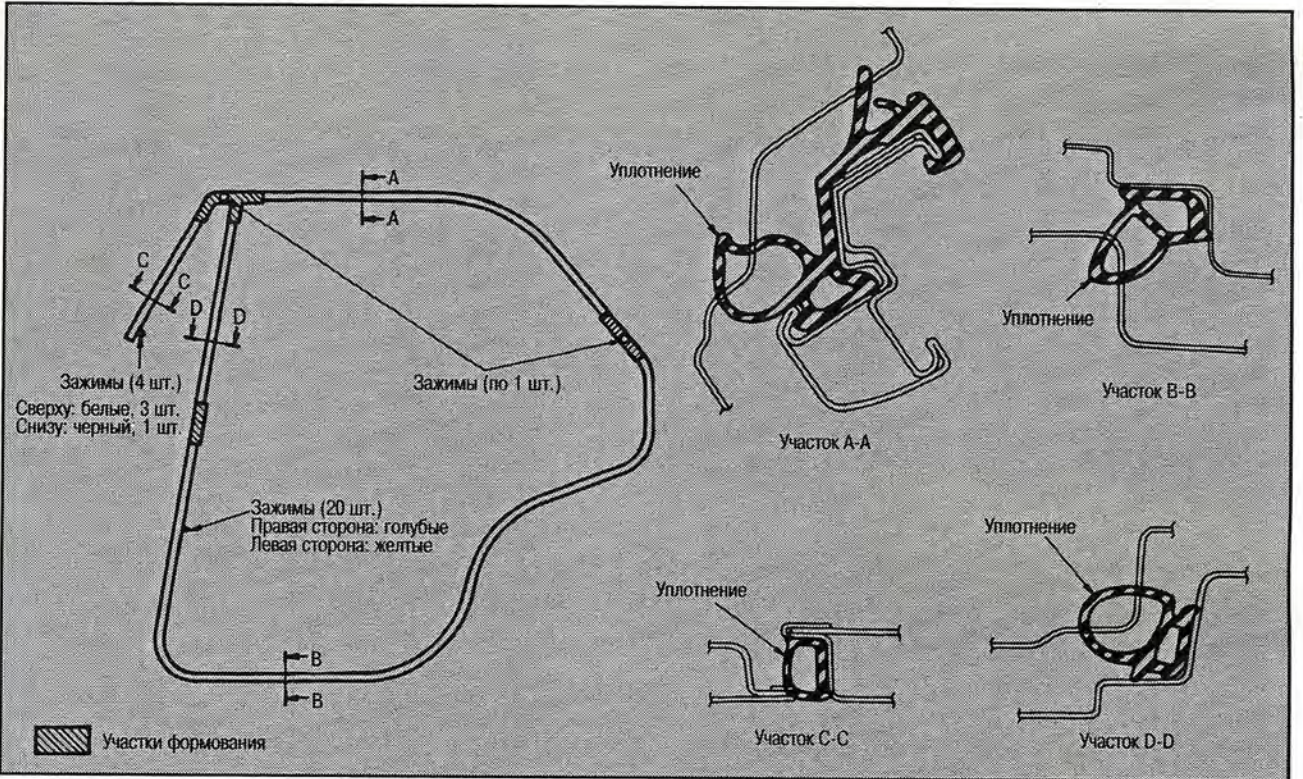 A
A
C
C
D
D
Зажимы (4 шт.)
Сверху: белые, 3 шт.
Снизу: черный, 1 шт.
Зажимы (по 1 шт.)
Зажимы (20 шт.)
Правая сторона: голубые
Левая сторона: желтые
B
B
Участки формования
Уплотнение
Участок A-A
Уплотнение
Участок B-B
Уплотнение
Участок C-C
Уплотнение
Участок D-D